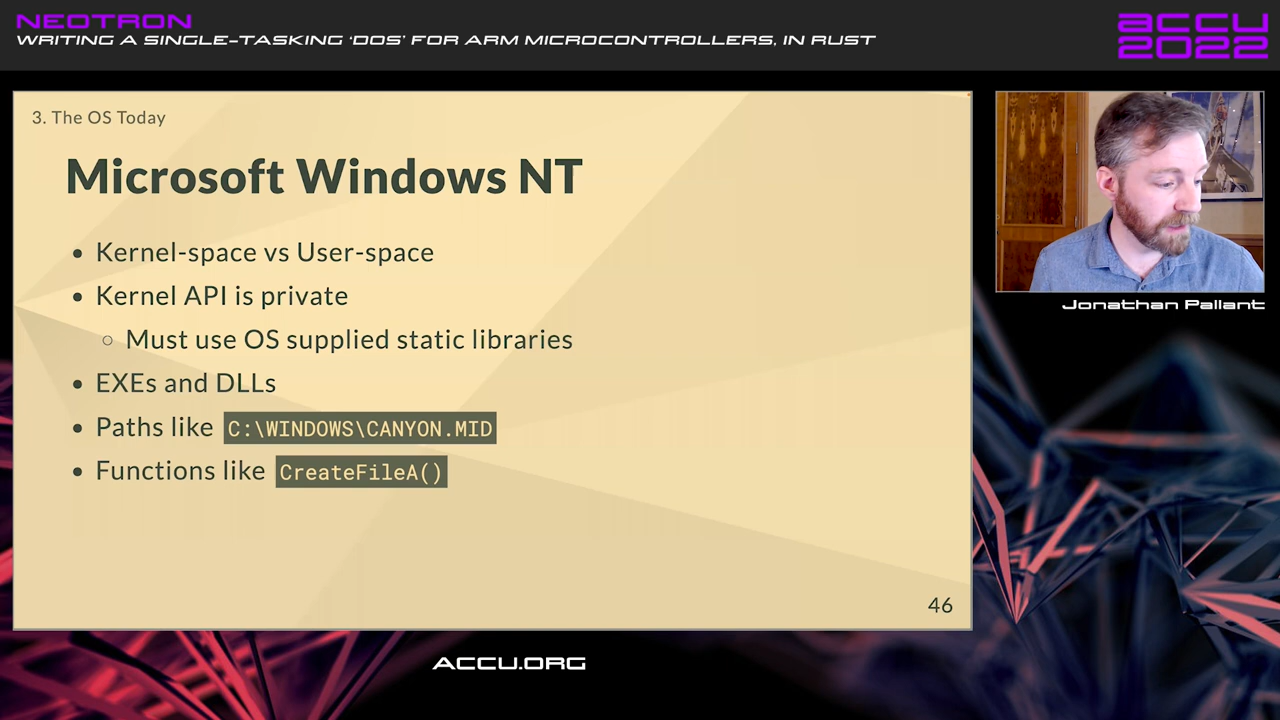 NEOTRON
WRITING A SINGLE-TASKING 'DOS' FOR ARM MICROCONTROLLERS, IN RUST
accu
2022
3. The OS Today
Microsoft Windows NT
• Kernel-space vs User-space
• Kernel API is private
○ Must use OS supplied static libraries
• EXEs and DLLs
• Paths like C:\WINDOWS\CANYON.MID
• Functions like CreateFileA()
46
Jonathan Pallant
ACCU.ORG